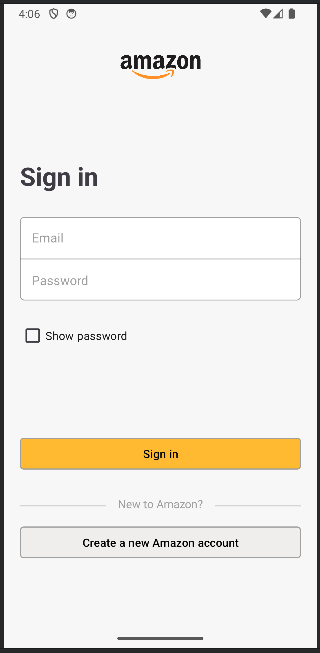 4:06
amazon
Sign in
Email
Password
Show password
Sign in
New to Amazon?
Create a new Amazon account